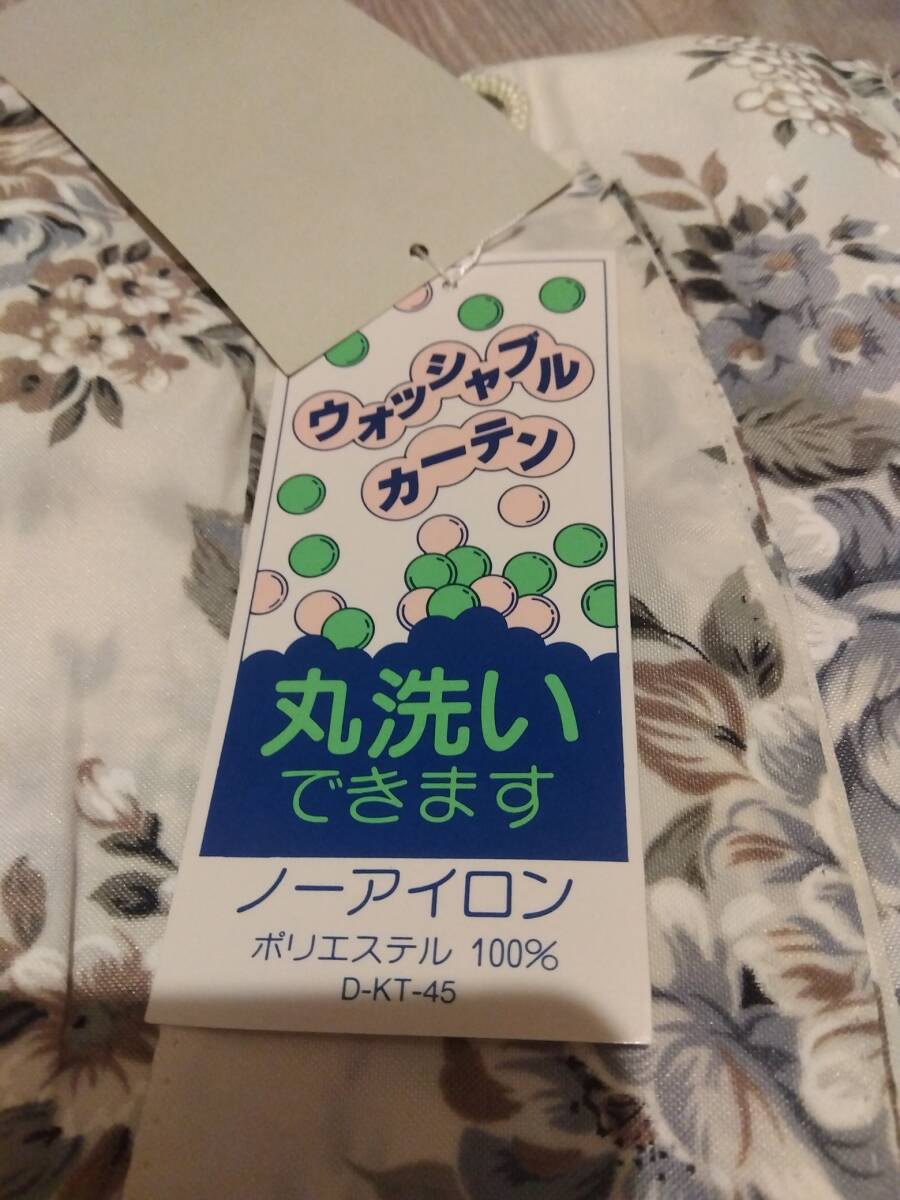 ウォッシャブル
カーテン
丸洗い
できます
ノーアイロン
ポリエステル 100%
D-KT-45